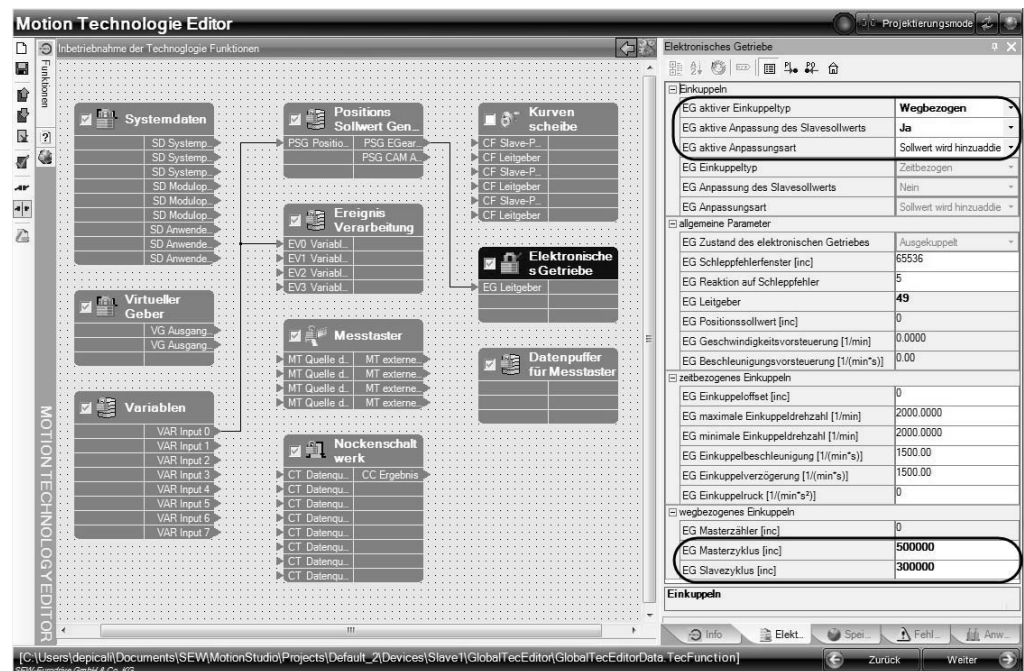 Motion Technologie Editor
Projektierungsmode
Inbetriebnahme der Technoglogie Funktionen
Funktionen
MOTION TECHNOLOGY EDITOR
Systemdaten
SD Systemp...
SD Systemp...
SD Systemp...
SD Modulop...
SD Modulop...
SD Modulop...
SD Anwende...
SD Anwende...
SD Anwende...
Virtueller
Geber
VG Ausgang...
VG Ausgang...
Variablen
VAR Input 0
VAR Input 1
VAR Input 2
VAR Input 3
VAR Input 4
VAR Input 5
VAR Input 6
VAR Input 7
Positions
Sollwert Gen...
PSG Positio... PSG EGear...
PSG CAM A...
Ereignis
Verarbeitung
EV0 Variabl...
EV1 Variabl...
EV2 Variabl...
EV3 Variabl...
Messtaster
MT Quelle d... MT externe...
MT Quelle d... MT externe...
MT Quelle d... MT externe...
MT Quelle d... MT externe...
Nockenschalt
werk
CT Datenqu... CC Ergebnis
CT Datenqu...
CT Datenqu...
CT Datenqu...
CT Datenqu...
CT Datenqu...
CT Datenqu...
CT Datenqu...
Kurven
scheibe
CF Slave-P...
CF Leitgeber
CF Slave-P...
CF Leitgeber
CF Slave-P...
CF Leitgeber
Elektronische
s Getriebe
EG Leitgeber
Datenpuffer
für Messtaster
Elektronisches Getriebe
Einkuppeln
EG aktiver Einkuppeltyp Wegbezogen
EG aktive Anpassung des Slavesollwerts Ja
EG aktive Anpassungsart Sollwert wird hinzuaddie
EG Einkuppeltyp Zeitbezogen
EG Anpassung des Slavesollwerts Nein
EG Anpassungsart Sollwert wird hinzuaddie
allgemeine Parameter
EG Zustand des elektronischen Getriebes Ausgekuppelt
EG Schleppfehlerfenster [inc] 65536
EG Reaktion auf Schleppfehler 5
EG Leitgeber 49
EG Positionssollwert [inc] 0
EG Geschwindigkeitsvorsteuerung [1/min] 0.0000
EG Beschleunigungsvorsteuerung [1/(min*s)] 0.00
zeitbezogenes Einkuppeln
EG Einkuppeloffset [inc] 0
EG maximale Einkuppeldrehzahl [1/min] 2000.0000
EG minimale Einkuppeldrehzahl [1/min] 2000.0000
EG Einkuppelbeschleunigung [1/(min*s)] 1500.00
EG Einkuppelverzögerung [1/(min*s)] 1500.00
EG Einkuppelruck [1/(min*s²)] 0
wegbezogenes Einkuppeln
EG Masterzähler [inc] 0
EG Masterzyklus [inc] 500000
EG Slavezyklus [inc] 300000
Einkuppeln
Info Elekt... Spei... Fehl... Anw...
[C:\Users\depicali\Documents\SEW\MotionStudio\Projects\Default_2\Devices\Slave1\GlobalTecEditor\GlobalTecEditorData.TecFunction]
Zurück Weiter
SEW-Eurodrive GmbH & Co. KG